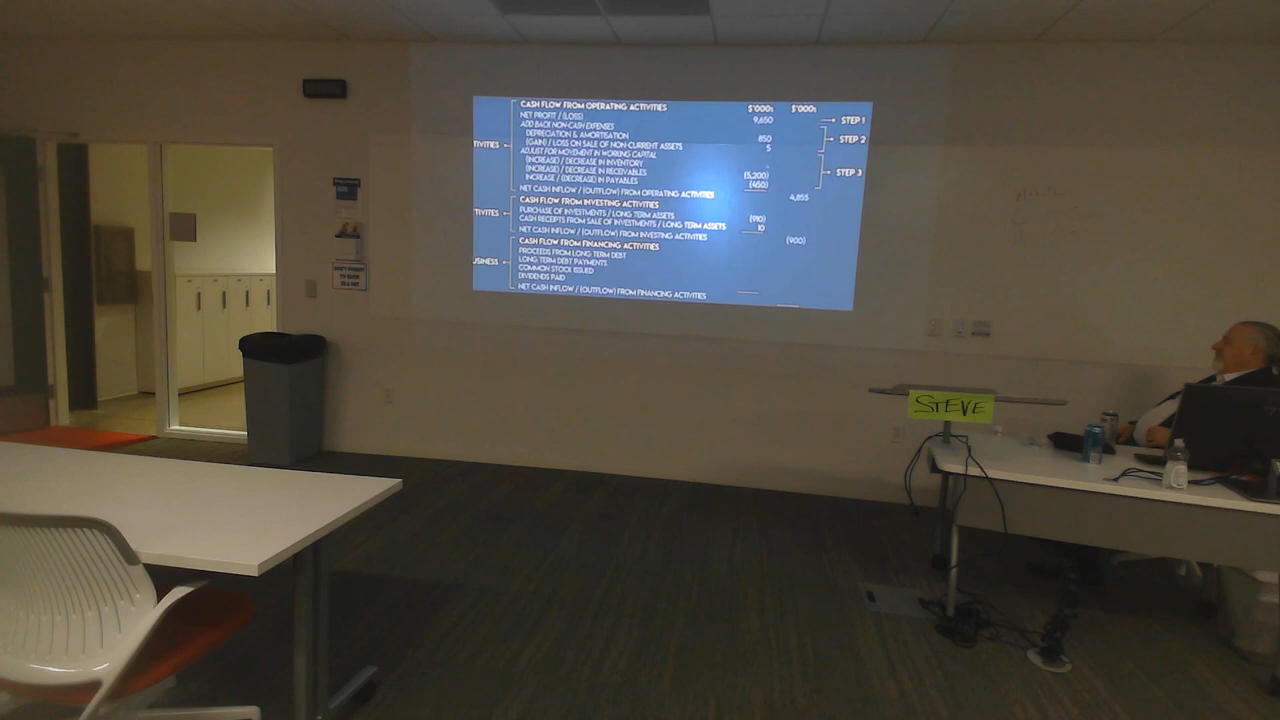 CASH FLOW FROM OPERATING ACTIVITIES $'000s $'000s
NET PROFIT / (LOSS) 9,650 STEP 1
ADD BACK NON-CASH EXPENSES
DEPRECIATION & AMORTISATION 850 STEP 2
(GAIN) / LOSS ON SALE OF NON-CURRENT ASSETS 5
TIVITIES
ADJUST FOR MOVEMENT IN WORKING CAPITAL
(INCREASE) / DECREASE IN INVENTORY -
(INCREASE) / DECREASE IN RECEIVABLES (5,200) STEP 3
INCREASE / (DECREASE) IN PAYABLES (450)
NET CASH INFLOW / (OUTFLOW) FROM OPERATING ACTIVITIES 4,855
CASH FLOW FROM INVESTING ACTIVITIES
TIVITES
PURCHASE OF INVESTMENTS / LONG TERM ASSETS (910)
CASH RECEIPTS FROM SALE OF INVESTMENTS / LONG TERM ASSETS 10
NET CASH INFLOW / (OUTFLOW) FROM INVESTING ACTIVITIES (900)
CASH FLOW FROM FINANCING ACTIVITIES
PROCEEDS FROM LONG TERM DEBT
USINESS
LONG TERM DEBT PAYMENTS
COMMON STOCK ISSUED
DIVIDENDS PAID
NET CASH INFLOW / (OUTFLOW) FROM FINANCING ACTIVITIES
DON'T FORGET
STEVE